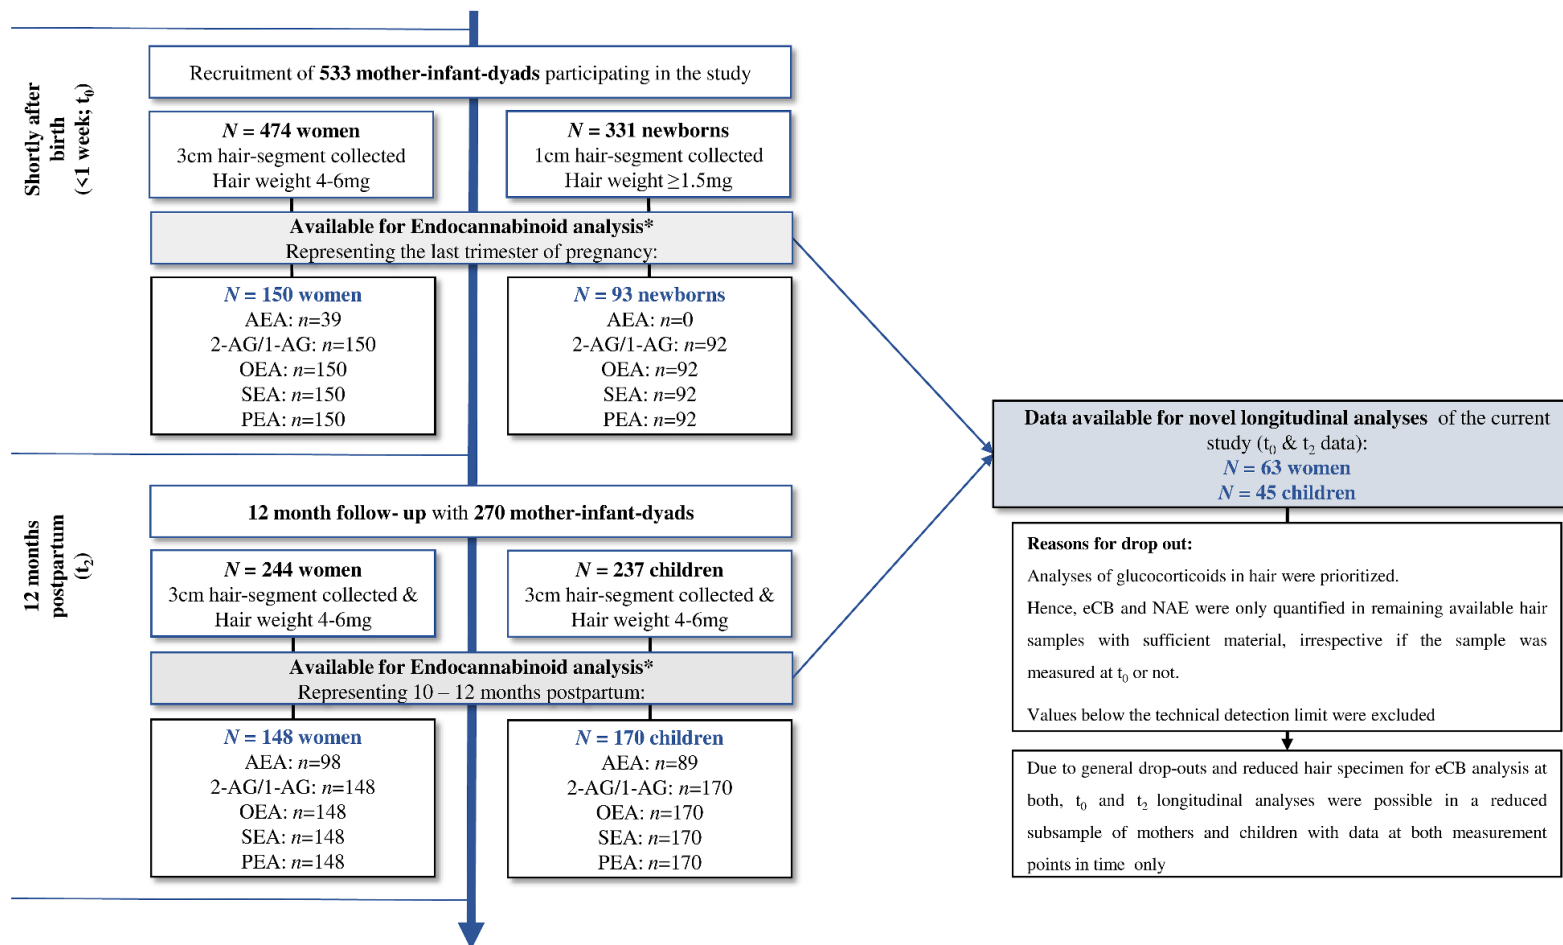 Shortly after
birth
(<1 week; t0)
Recruitment of 533 mother-infant-dyads participating in the study
N = 474 women
3cm hair-segment collected
Hair weight 4-6mg
N = 331 newborns
1cm hair-segment collected
Hair weight ≥1.5mg
Available for Endocannabinoid analysis*
Representing the last trimester of pregnancy:
N = 150 women
AEA: n=39
2-AG/1-AG: n=150
OEA: n=150
SEA: n=150
PEA: n=150
N = 93 newborns
AEA: n=0
2-AG/1-AG: n=92
OEA: n=92
SEA: n=92
PEA: n=92
12 months
postpartum
(t2)
12 month follow- up with 270 mother-infant-dyads
N = 244 women
3cm hair-segment collected &
Hair weight 4-6mg
N = 237 children
3cm hair-segment collected &
Hair weight 4-6mg
Available for Endocannabinoid analysis*
Representing 10 – 12 months postpartum:
N = 148 women
AEA: n=98
2-AG/1-AG: n=148
OEA: n=148
SEA: n=148
PEA: n=148
N = 170 children
AEA: n=89
2-AG/1-AG: n=170
OEA: n=170
SEA: n=170
PEA: n=170
Data available for novel longitudinal analyses of the current
study (t0 & t2 data):
N = 63 women
N = 45 children
Reasons for drop out:
Analyses of glucocorticoids in hair were prioritized.
Hence, eCB and NAE were only quantified in remaining available hair
samples with sufficient material, irrespective if the sample was
measured at t0 or not.
Values below the technical detection limit were excluded
Due to general drop-outs and reduced hair specimen for eCB analysis at
both, t0 and t2 longitudinal analyses were possible in a reduced
subsample of mothers and children with data at both measurement
points in time only